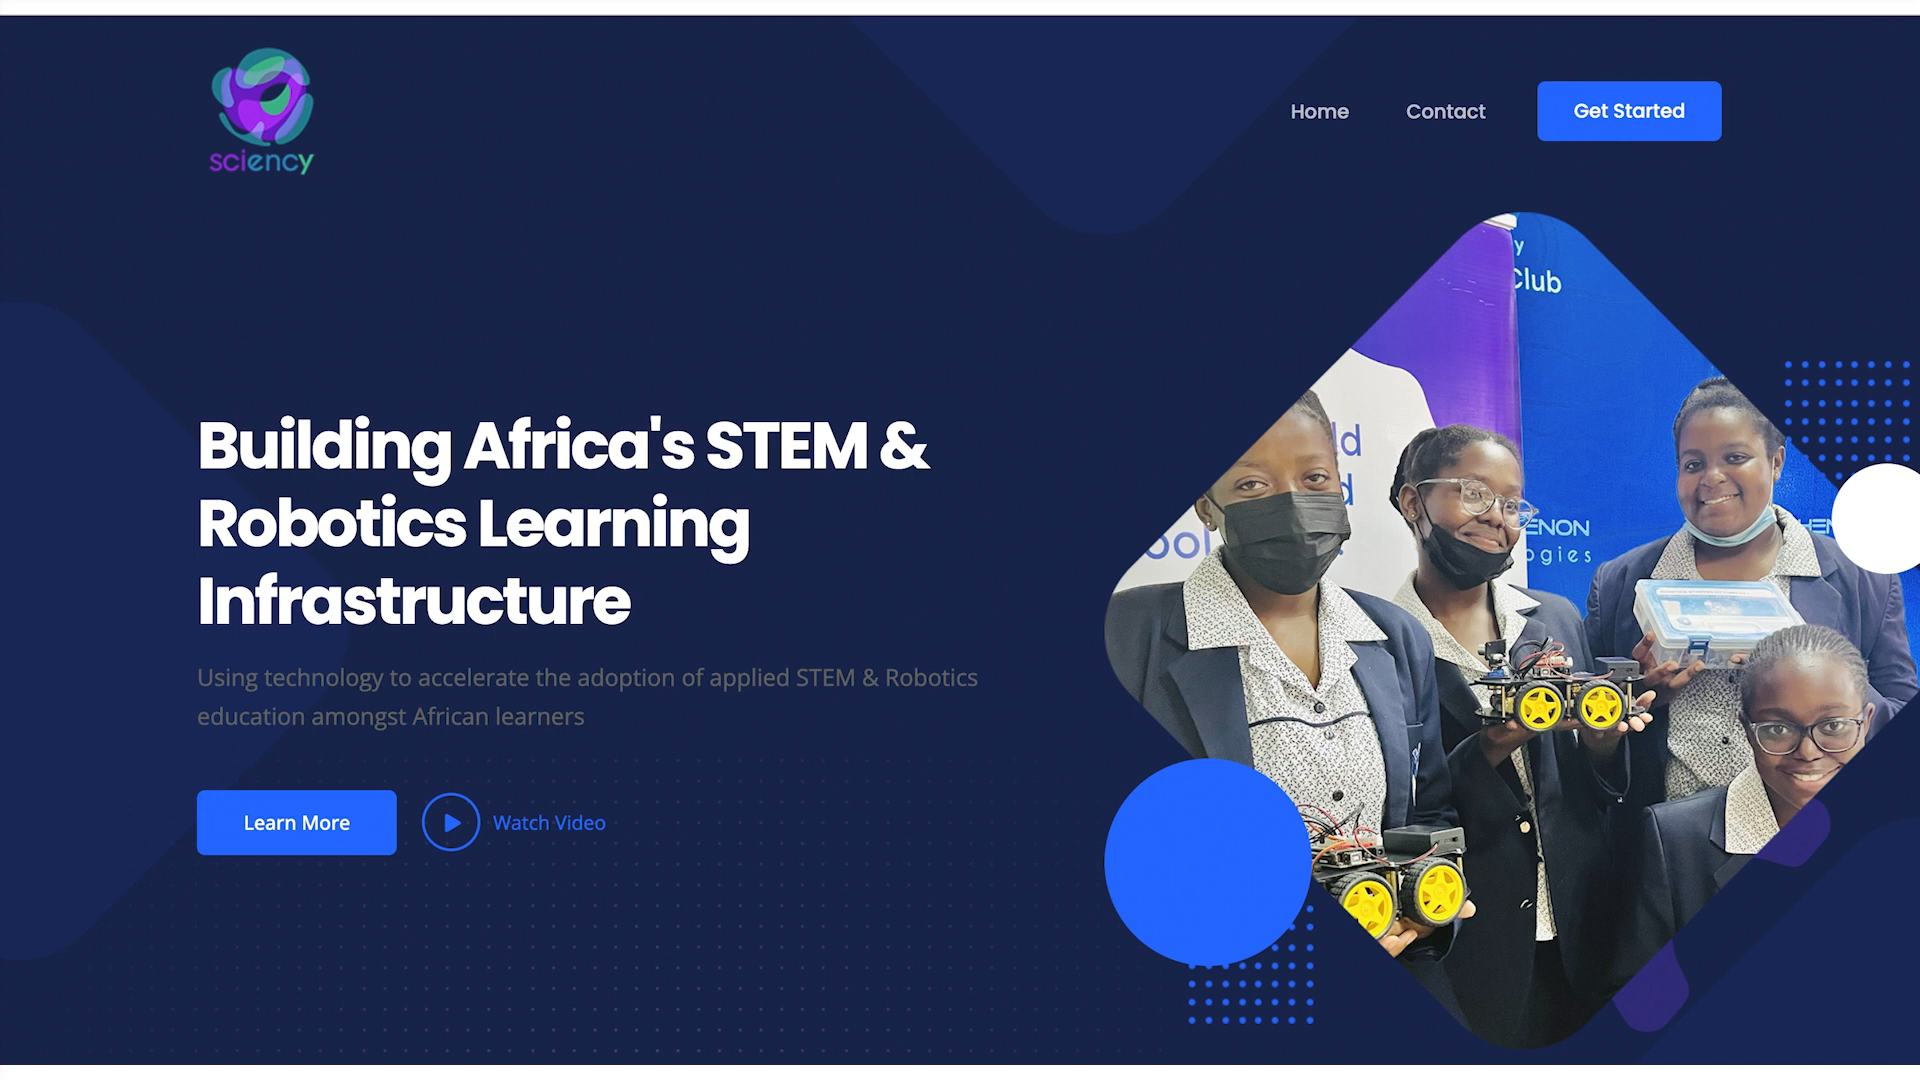 sciency
Home
Contact
Get Started
Club
Building Africa's STEM &
Robotics Learning
Infrastructure
Using technology to accelerate the adoption of applied STEM & Robotics
education amongst African learners
Learn More
Watch Video